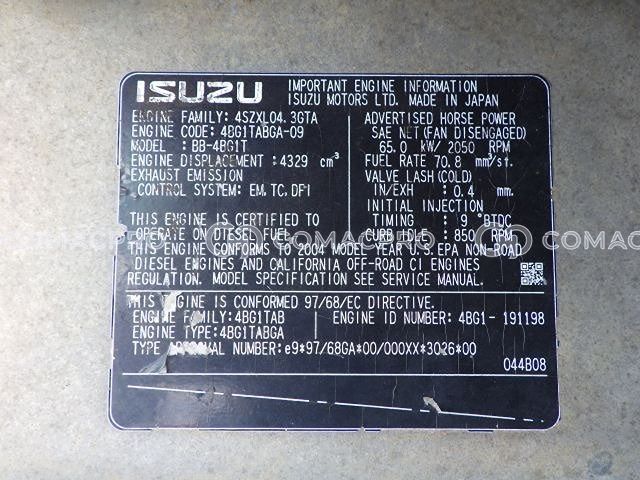 ISUZU IMPORTANT ENGINE INFORMATION
ISUZU MOTORS LTD. MADE IN JAPAN
ENGINE FAMILY: 4SZXL04.3GTA
ENGINE CODE: 4BG1TABGA-09
MODEL : BB-4BG1T
ENGINE DISPLACEMENT :4329 cm³
EXHAUST EMISSION
CONTROL SYSTEM: EM,TC,DFI
ADVERTISED HORSE POWER
SAE NET(FAN DISENGAGED)
65.0 kW/ 2050 RPM
FUEL RATE 70.8 mm³/st.
VALVE LASH(COLD)
IN/EXH : 0.4 mm.
INITIAL INJECTION
TIMING : 9 °BTDC
CURB IDLE : 850 RPM
THIS ENGINE IS CERTIFIED TO
OPERATE ON DIESEL FUEL.
THIS ENGINE CONFORMS TO 2004 MODEL YEAR U.S.EPA NON-ROAD
DIESEL ENGINES AND CALIFORNIA OFF-ROAD CI ENGINES
REGULATION. MODEL SPECIFICATION SEE SERVICE MANUAL.
THIS ENGINE IS CONFORMED 97/68/EC DIRECTIVE.
ENGINE FAMILY:4BG1TAB ENGINE ID NUMBER: 4BG1- 191198
ENGINE TYPE:4BG1TABGA
TYPE APPROVAL NUMBER:e9*97/68GA*00/000XX*3026*00
044B08
COMACPRO
COMACPRO